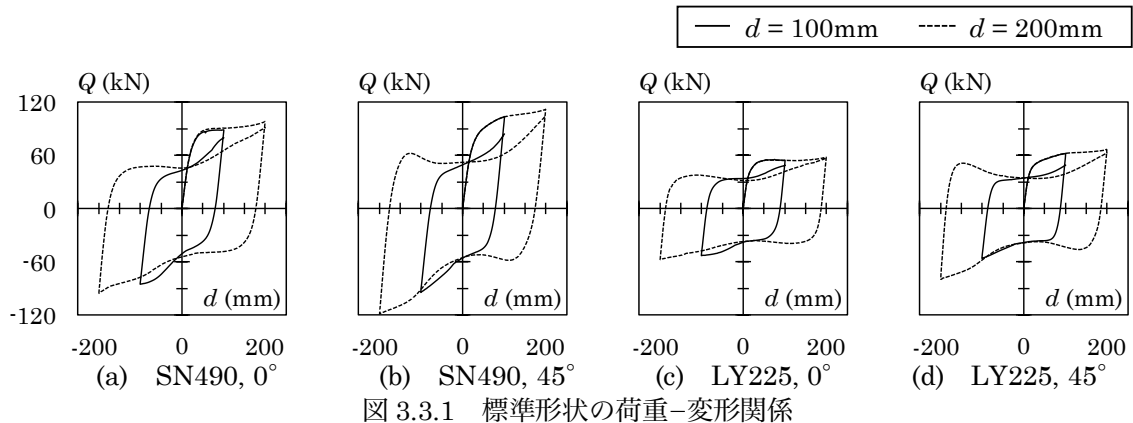 d = 100mm d = 200mm
Q (kN) Q (kN) Q (kN) Q (kN)
120
60
0
-60
-120
d (mm) d (mm) d (mm) d (mm)
-200 0 200 -200 0 200 -200 0 200 -200 0 200
(a) SN490, 0° (b) SN490, 45° (c) LY225, 0° (d) LY225, 45°
図 3.3.1 標準形状の荷重−変形関係